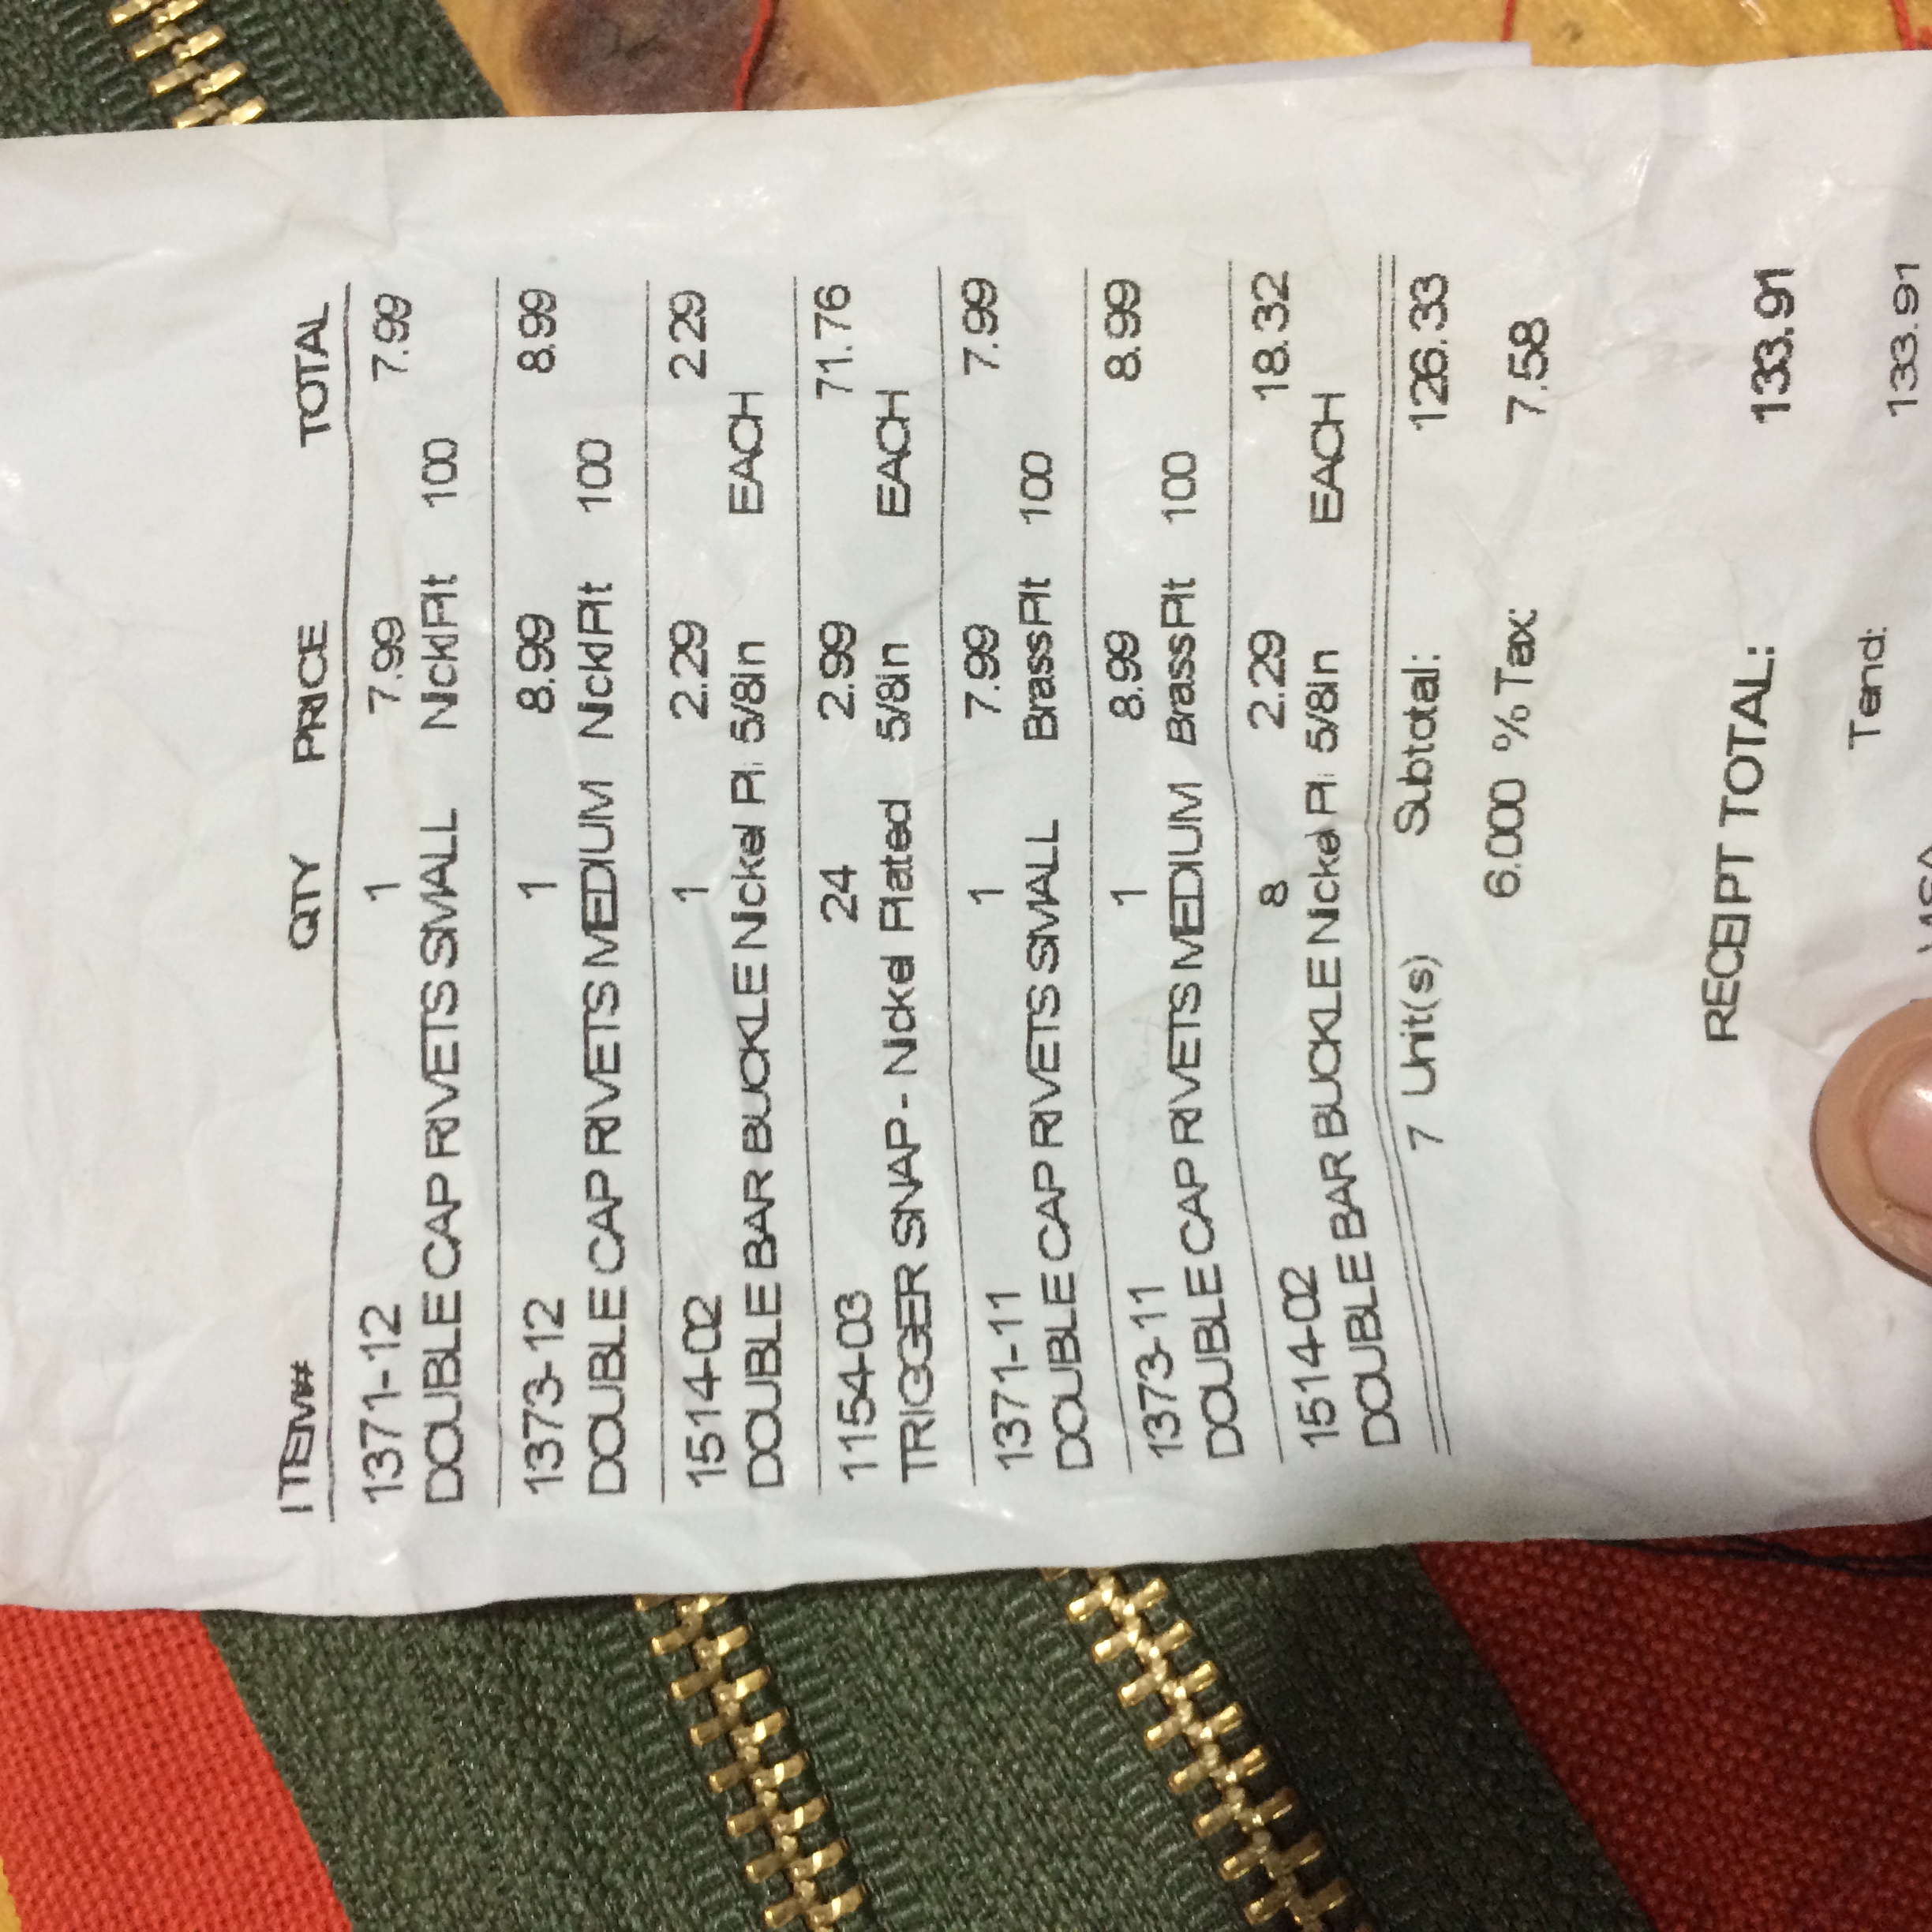 ITEM# QTY PRICE TOTAL
1371-12 1 7.99 7.99
DOUBLE CAP RIVETS SMALL NicklPlt 100
1373-12 1 8.99 8.99
DOUBLE CAP RIVETS MEDIUM NicklPlt 100
1514-02 1 2.29 2.29
DOUBLE BAR BUCKLE Nickel Pl: 5/8in EACH
1154-03 24 2.99 71.76
TRIGGER SNAP - Nickel Plated 5/8in EACH
1371-11 1 7.99 7.99
DOUBLE CAP RIVETS SMALL BrassPlt 100
1373-11 1 8.99 8.99
DOUBLE CAP RIVETS MEDIUM BrassPlt 100
1514-02 8 2.29 18.32
DOUBLE BAR BUCKLE Nickel Pl: 5/8in EACH
7 Unit(s) Subtotal: 126.33
6.000 % Tax: 7.58
RECEIPT TOTAL: 133.91
Tend: 133.91